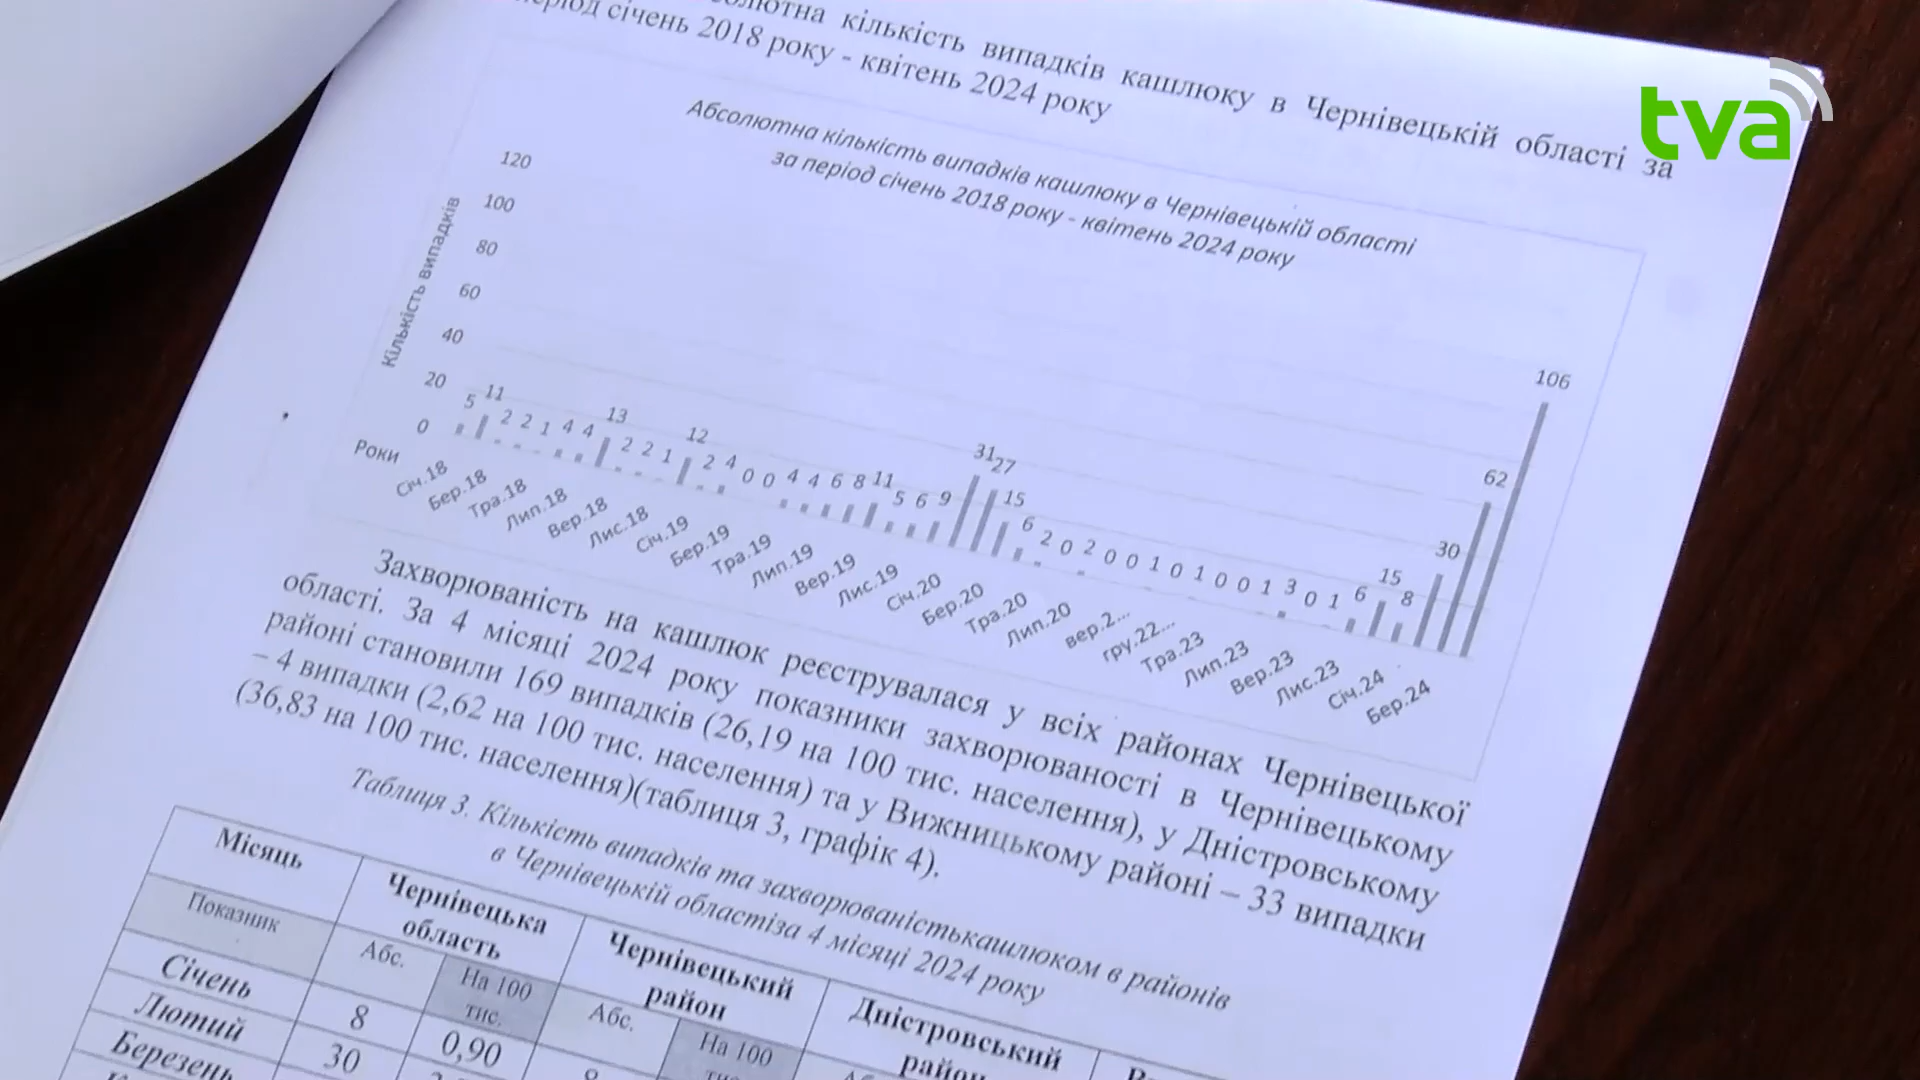 кількість випадків кашлюку в Чернівецькій області за
період січень 2018 року - квітень 2024 року
tva
Абсолютна кількість випадків кашлюку в Чернівецькій області
за період січень 2018 року - квітень 2024 року
Кількість випадків
120
100
80
60
40
20
0
5 11 2 2 1 4 4 13 2 2 1 12 2 4 0 0 4 4 6 8 11 5 6 9 31 27 15 6 2 0 2 0 0 1 0 1 0 0 1 3 0 1 6 15 8 30 62 106
Роки
Січ.18 Бер.18 Тра.18 Лип.18 Вер.18 Лис.18 Січ.19 Бер.19 Тра.19 Лип.19 Вер.19 Лис.19 Січ.20 Бер.20 Тра.20 Лип.20 вер.2... гру.22... Тра.23 Лип.23 Вер.23 Лис.23 Січ.24 Бер.24
Захворюваність на кашлюк реєструвалася у всіх районах Чернівецької
області. За 4 місяці 2024 року показники захворюваності в Чернівецькому
районі становили 169 випадків (26,19 на 100 тис. населення), у Дністровському
– 4 випадки (2,62 на 100 тис. населення) та у Вижницькому районі – 33 випадки
(36,83 на 100 тис. населення)(таблиця 3, графік 4).
Таблиця 3. Кількість випадків та захворюваністькашлюком в районів
в Чернівецькій областіза 4 місяці 2024 року
Місяць Чернівецька область Чернівецький район Дністровський район
Показник Абс. На 100 тис. Абс. На 100
Січень 8 0,90
Лютий 30
Березень